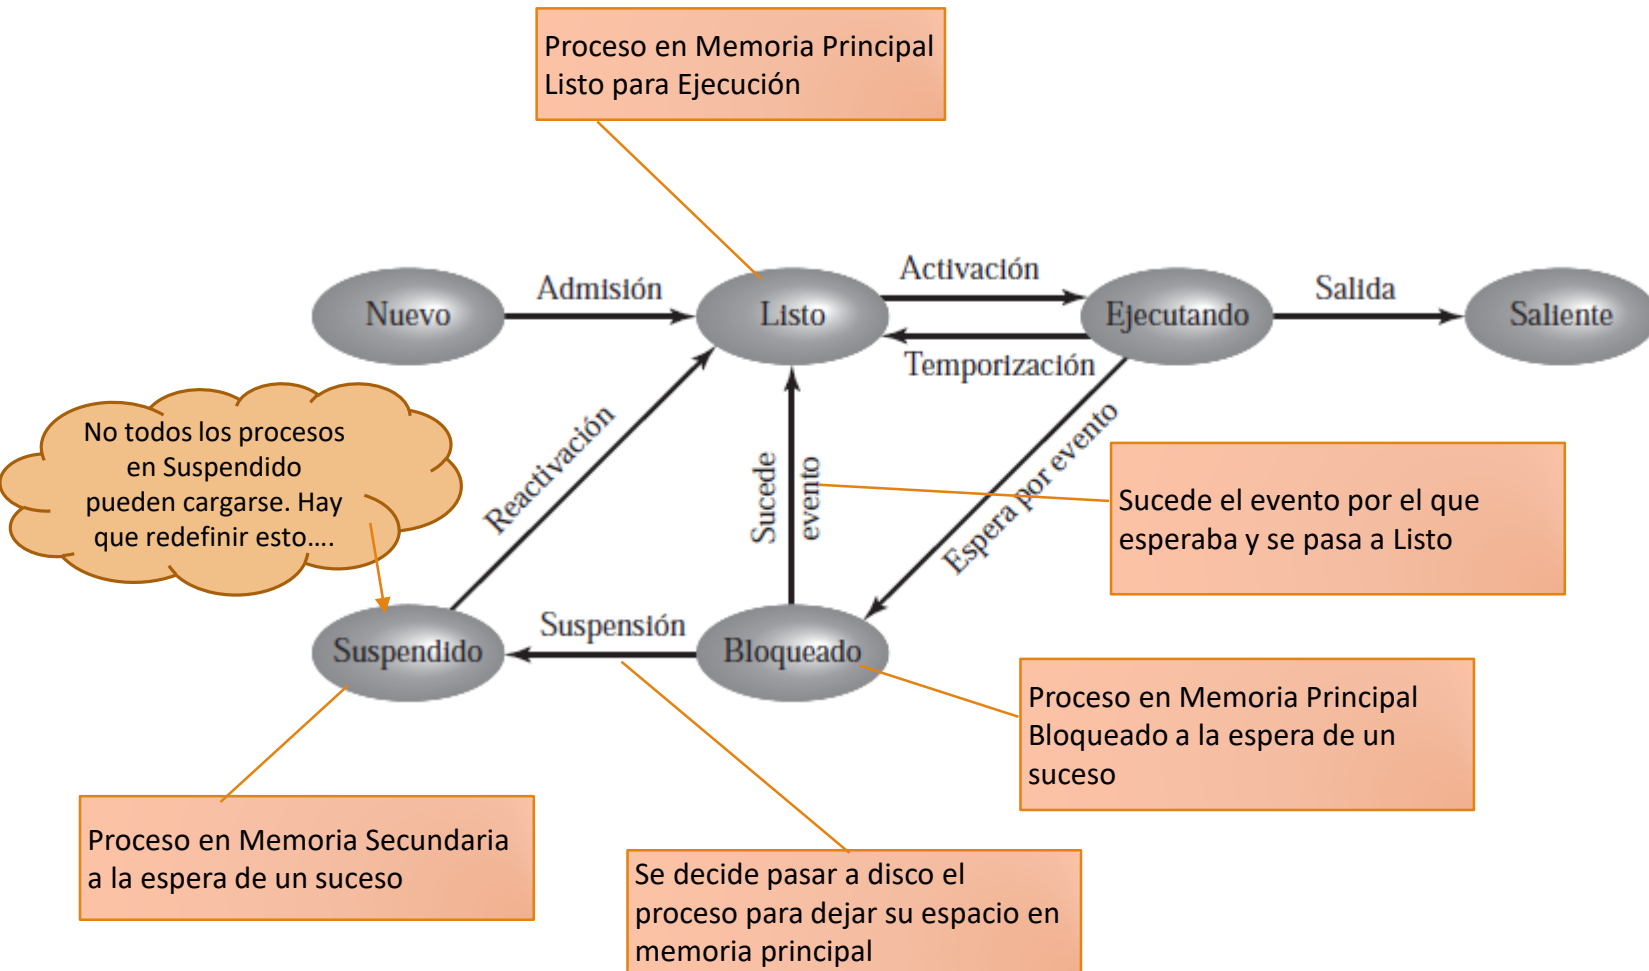 Proceso en Memoria Principal
Listo para Ejecución
Activación
Admisión
Salida
Nuevo
Listo
Ejecutando
Saliente
Temporización
No todos los procesos
en Suspendido
pueden cargarse. Hay
que redefinir esto….
Reactivación
Sucede
evento
Espera por evento
Sucede el evento por el que
esperaba y se pasa a Listo
Suspensión
Suspendido
Bloqueado
Proceso en Memoria Principal
Bloqueado a la espera de un
suceso
Proceso en Memoria Secundaria
a la espera de un suceso
Se decide pasar a disco el
proceso para dejar su espacio en
memoria principal